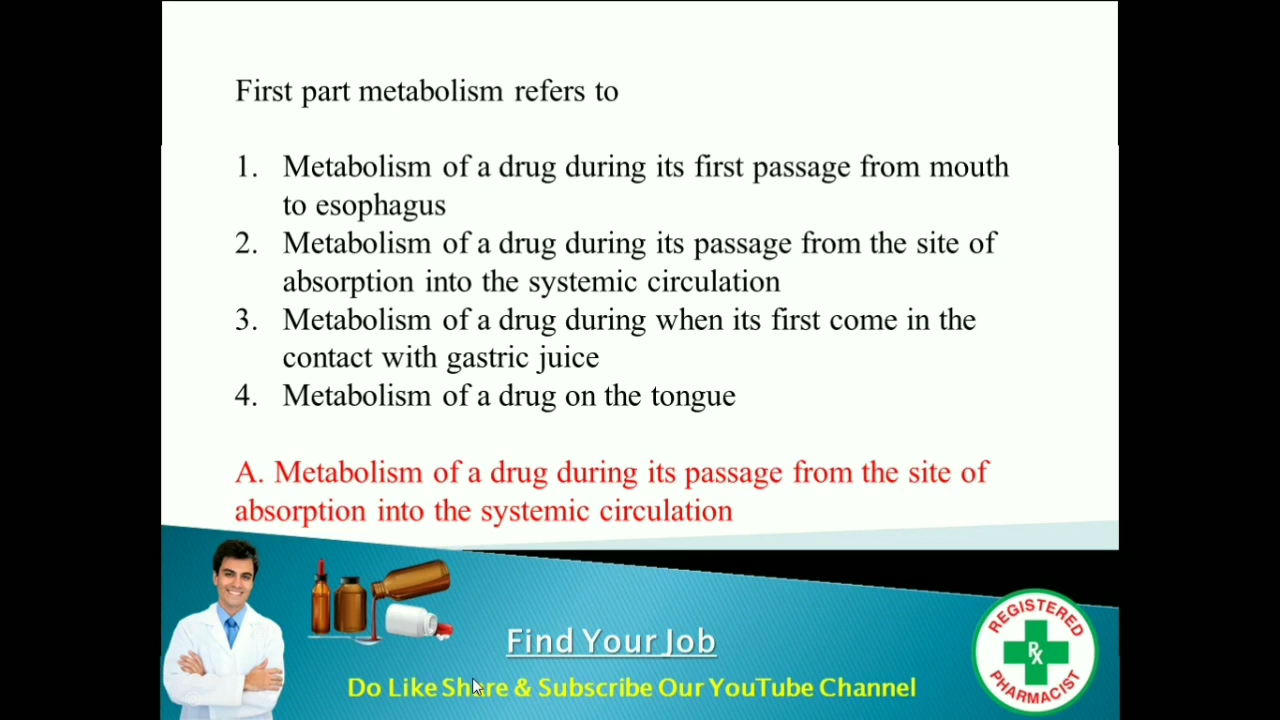 First part metabolism refers to
1. Metabolism of a drug during its first passage from mouth
to esophagus
2. Metabolism of a drug during its passage from the site of
absorption into the systemic circulation
3. Metabolism of a drug during when its first come in the
contact with gastric juice
4. Metabolism of a drug on the tongue
A. Metabolism of a drug during its passage from the site of
absorption into the systemic circulation
Find Your Job
Do Like Share & Subscribe Our YouTube Channel
REGISTERED
Rx
PHARMACIST